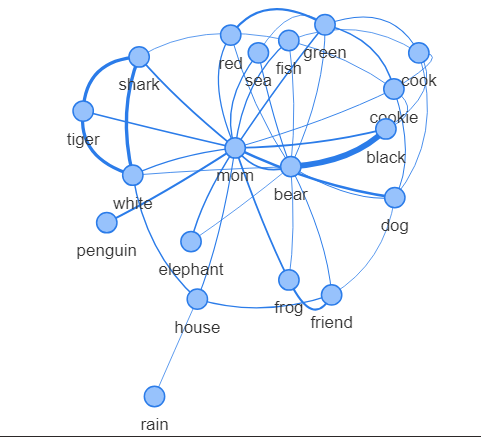 green
red
fish
sea
cook
shark
cookie
tiger
black
mom
bear
white
dog
penguin
elephant
frog
friend
house
rain